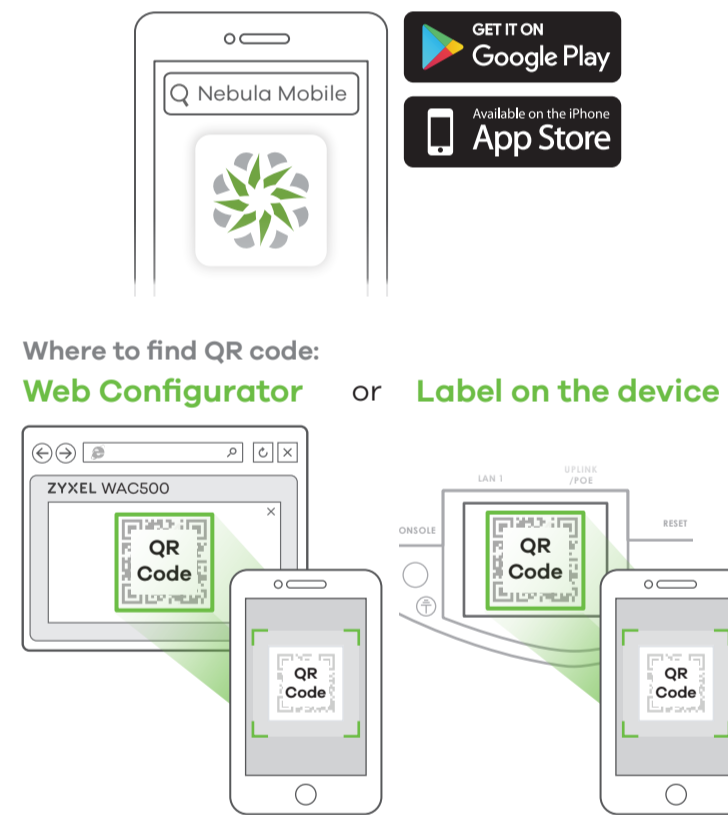 GET IT ON
Google Play
Nebula Mobile
Available on the iPhone
App Store
Where to find QR code:
Web Configurator or Label on the device
ZYXEL WAC500
QR
Code
QR
Code
LAN 1
UPLINK
/POE
ONSOLE
RESET
QR
Code
QR
Code